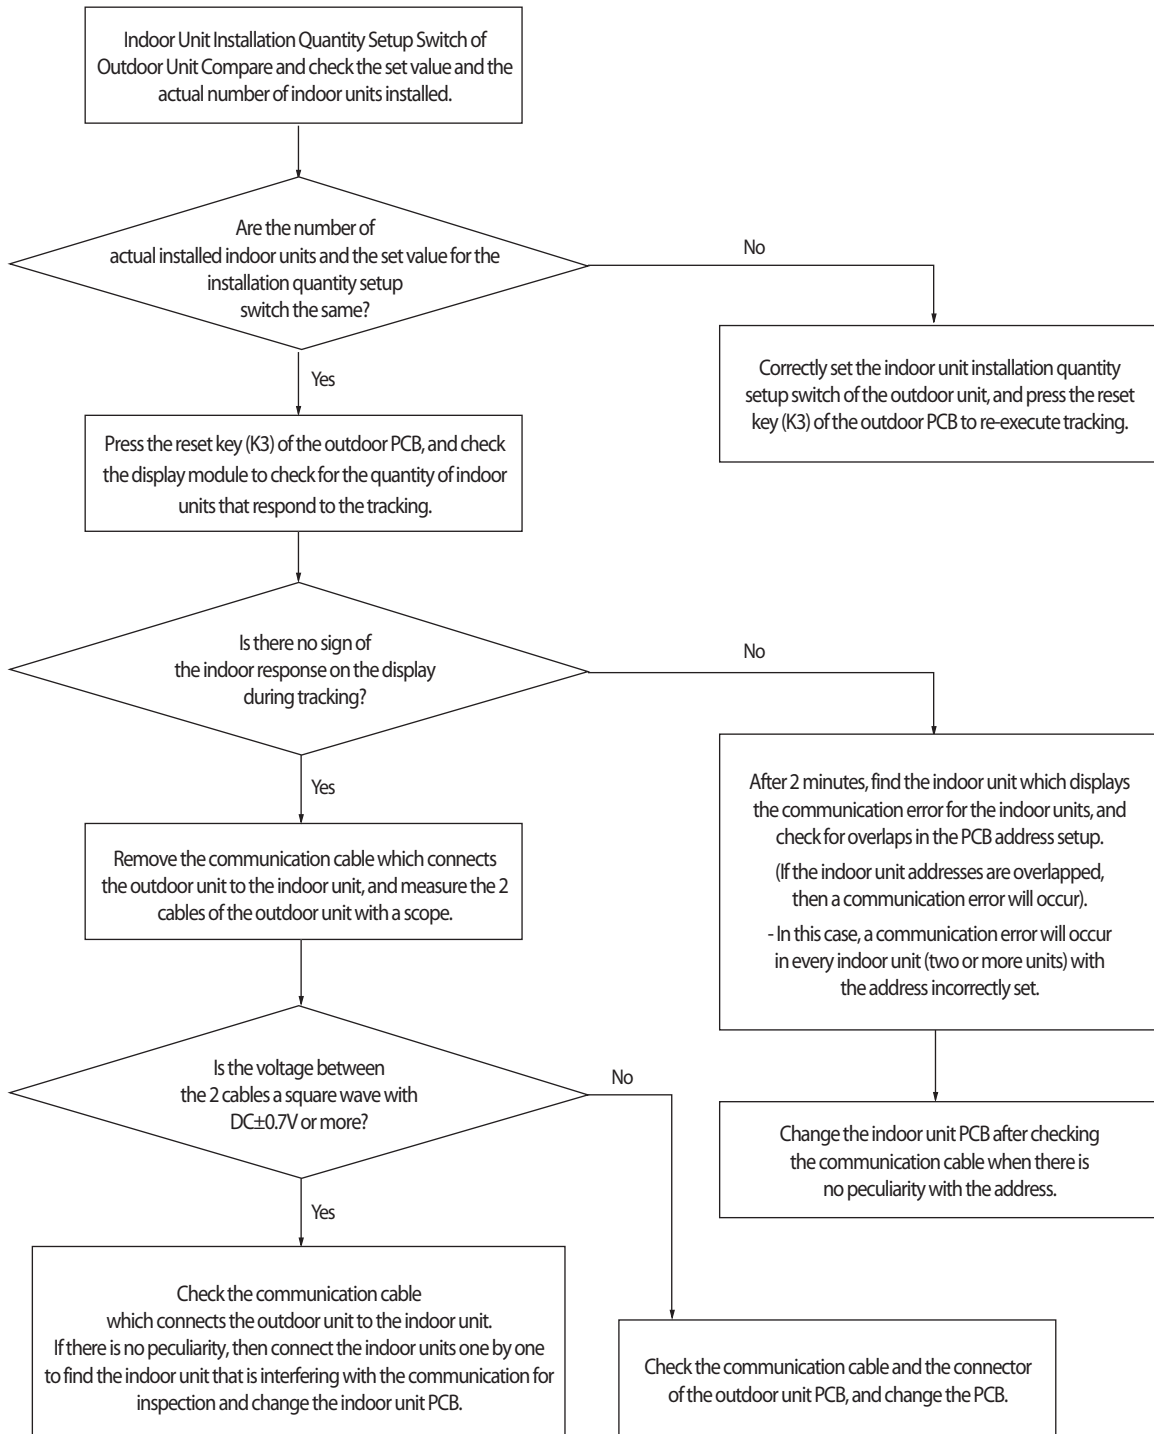 Indoor Unit Installation Quantity Setup Switch of
Outdoor Unit Compare and check the set value and the
actual number of indoor units installed.
Are the number of
actual installed indoor units and the set value for the
installation quantity setup
switch the same?
No
Correctly set the indoor unit installation quantity
setup switch of the outdoor unit, and press the reset
key (K3) of the outdoor PCB to re-execute tracking.
Yes
Press the reset key (K3) of the outdoor PCB, and check
the display module to check for the quantity of indoor
units that respond to the tracking.
Is there no sign of
the indoor response on the display
during tracking?
No
After 2 minutes, find the indoor unit which displays
the communication error for the indoor units, and
check for overlaps in the PCB address setup.
(If the indoor unit addresses are overlapped,
then a communication error will occur).
- In this case, a communication error will occur
in every indoor unit (two or more units) with
the address incorrectly set.
Change the indoor unit PCB after checking
the communication cable when there is
no peculiarity with the address.
Yes
Remove the communication cable which connects
the outdoor unit to the indoor unit, and measure the 2
cables of the outdoor unit with a scope.
Is the voltage between
the 2 cables a square wave with
DC±0.7V or more?
No
Yes
Check the communication cable
which connects the outdoor unit to the indoor unit.
If there is no peculiarity, then connect the indoor units one by one
to find the indoor unit that is interfering with the communication for
inspection and change the indoor unit PCB.
Check the communication cable and the connector
of the outdoor unit PCB, and change the PCB.